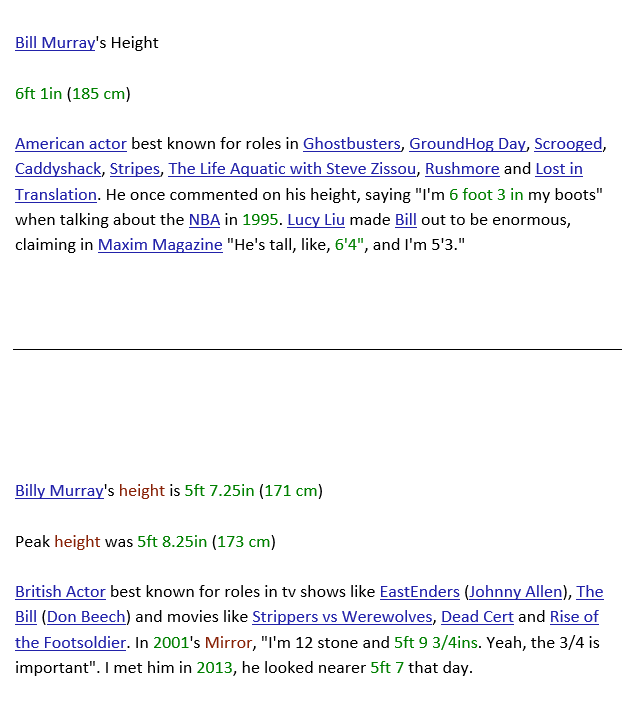 Bill Murray's Height
6ft 1in (185 cm)
American actor best known for roles in Ghostbusters, GroundHog Day, Scrooged,
Caddyshack, Stripes, The Life Aquatic with Steve Zissou, Rushmore and Lost in
Translation. He once commented on his height, saying "I'm 6 foot 3 in my boots"
when talking about the NBA in 1995. Lucy Liu made Bill out to be enormous,
claiming in Maxim Magazine "He's tall, like, 6'4", and I'm 5'3."
Billy Murray's height is 5ft 7.25in (171 cm)
Peak height was 5ft 8.25in (173 cm)
British Actor best known for roles in tv shows like EastEnders (Johnny Allen), The
Bill (Don Beech) and movies like Strippers vs Werewolves, Dead Cert and Rise of
the Footsoldier. In 2001's Mirror, "I'm 12 stone and 5ft 9 3/4ins. Yeah, the 3/4 is
important". I met him in 2013, he looked nearer 5ft 7 that day.